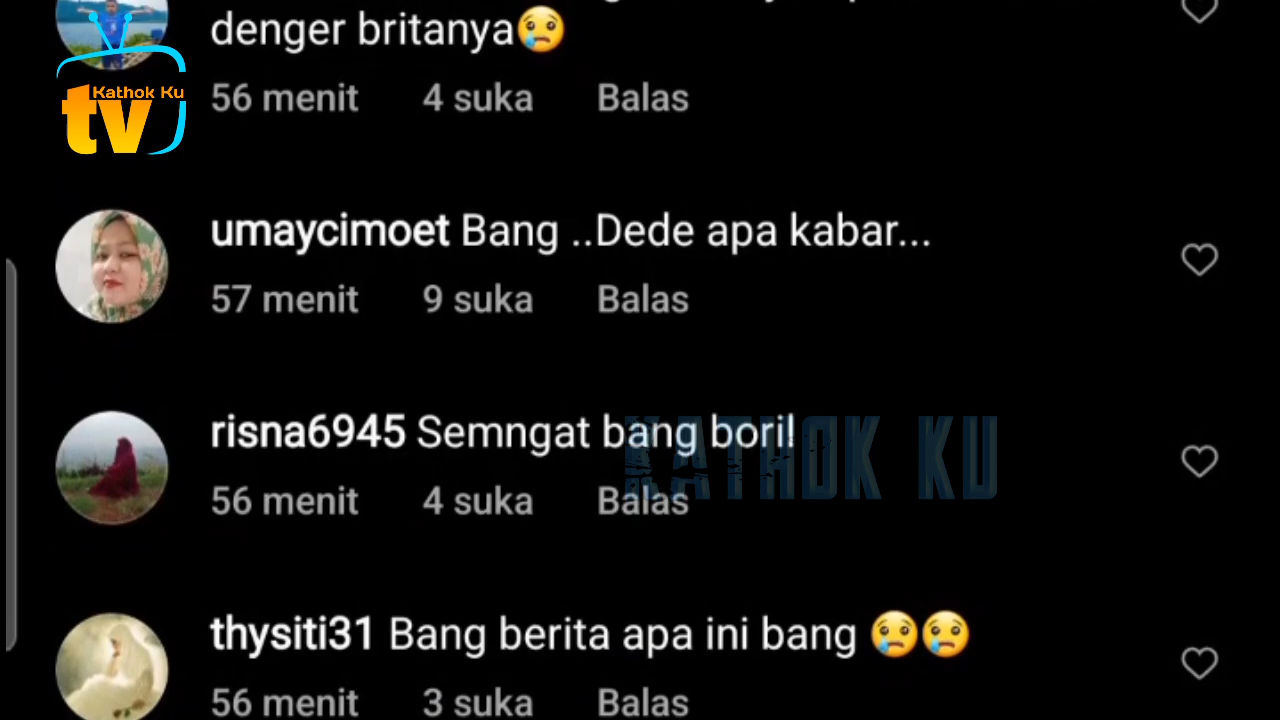 denger britanya😢
Kathok Ku
tv
56 menit 4 suka Balas
umaycimoet Bang ..Dede apa kabar...
57 menit 9 suka Balas
risna6945 Semngat bang boril
KATHOK KU
56 menit 4 suka Balas
thysiti31 Bang berita apa ini bang 😢😢
56 menit 3 suka Balas